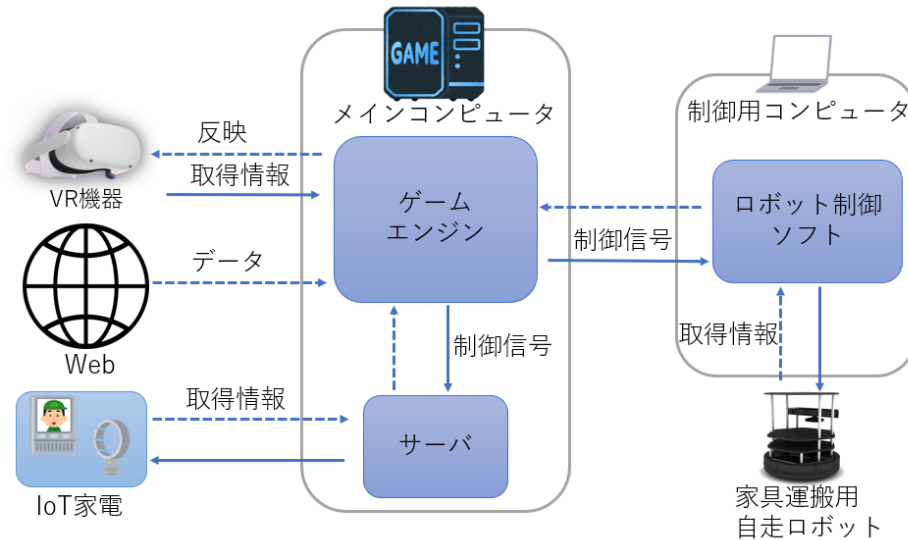 GAME
メインコンピュータ
制御用コンピュータ
反映
取得情報
VR機器
ゲーム
エンジン
ロボット制御
ソフト
制御信号
データ
Web
制御信号
取得情報
取得情報
サーバ
IoT家電
家具運搬用
自走ロボット